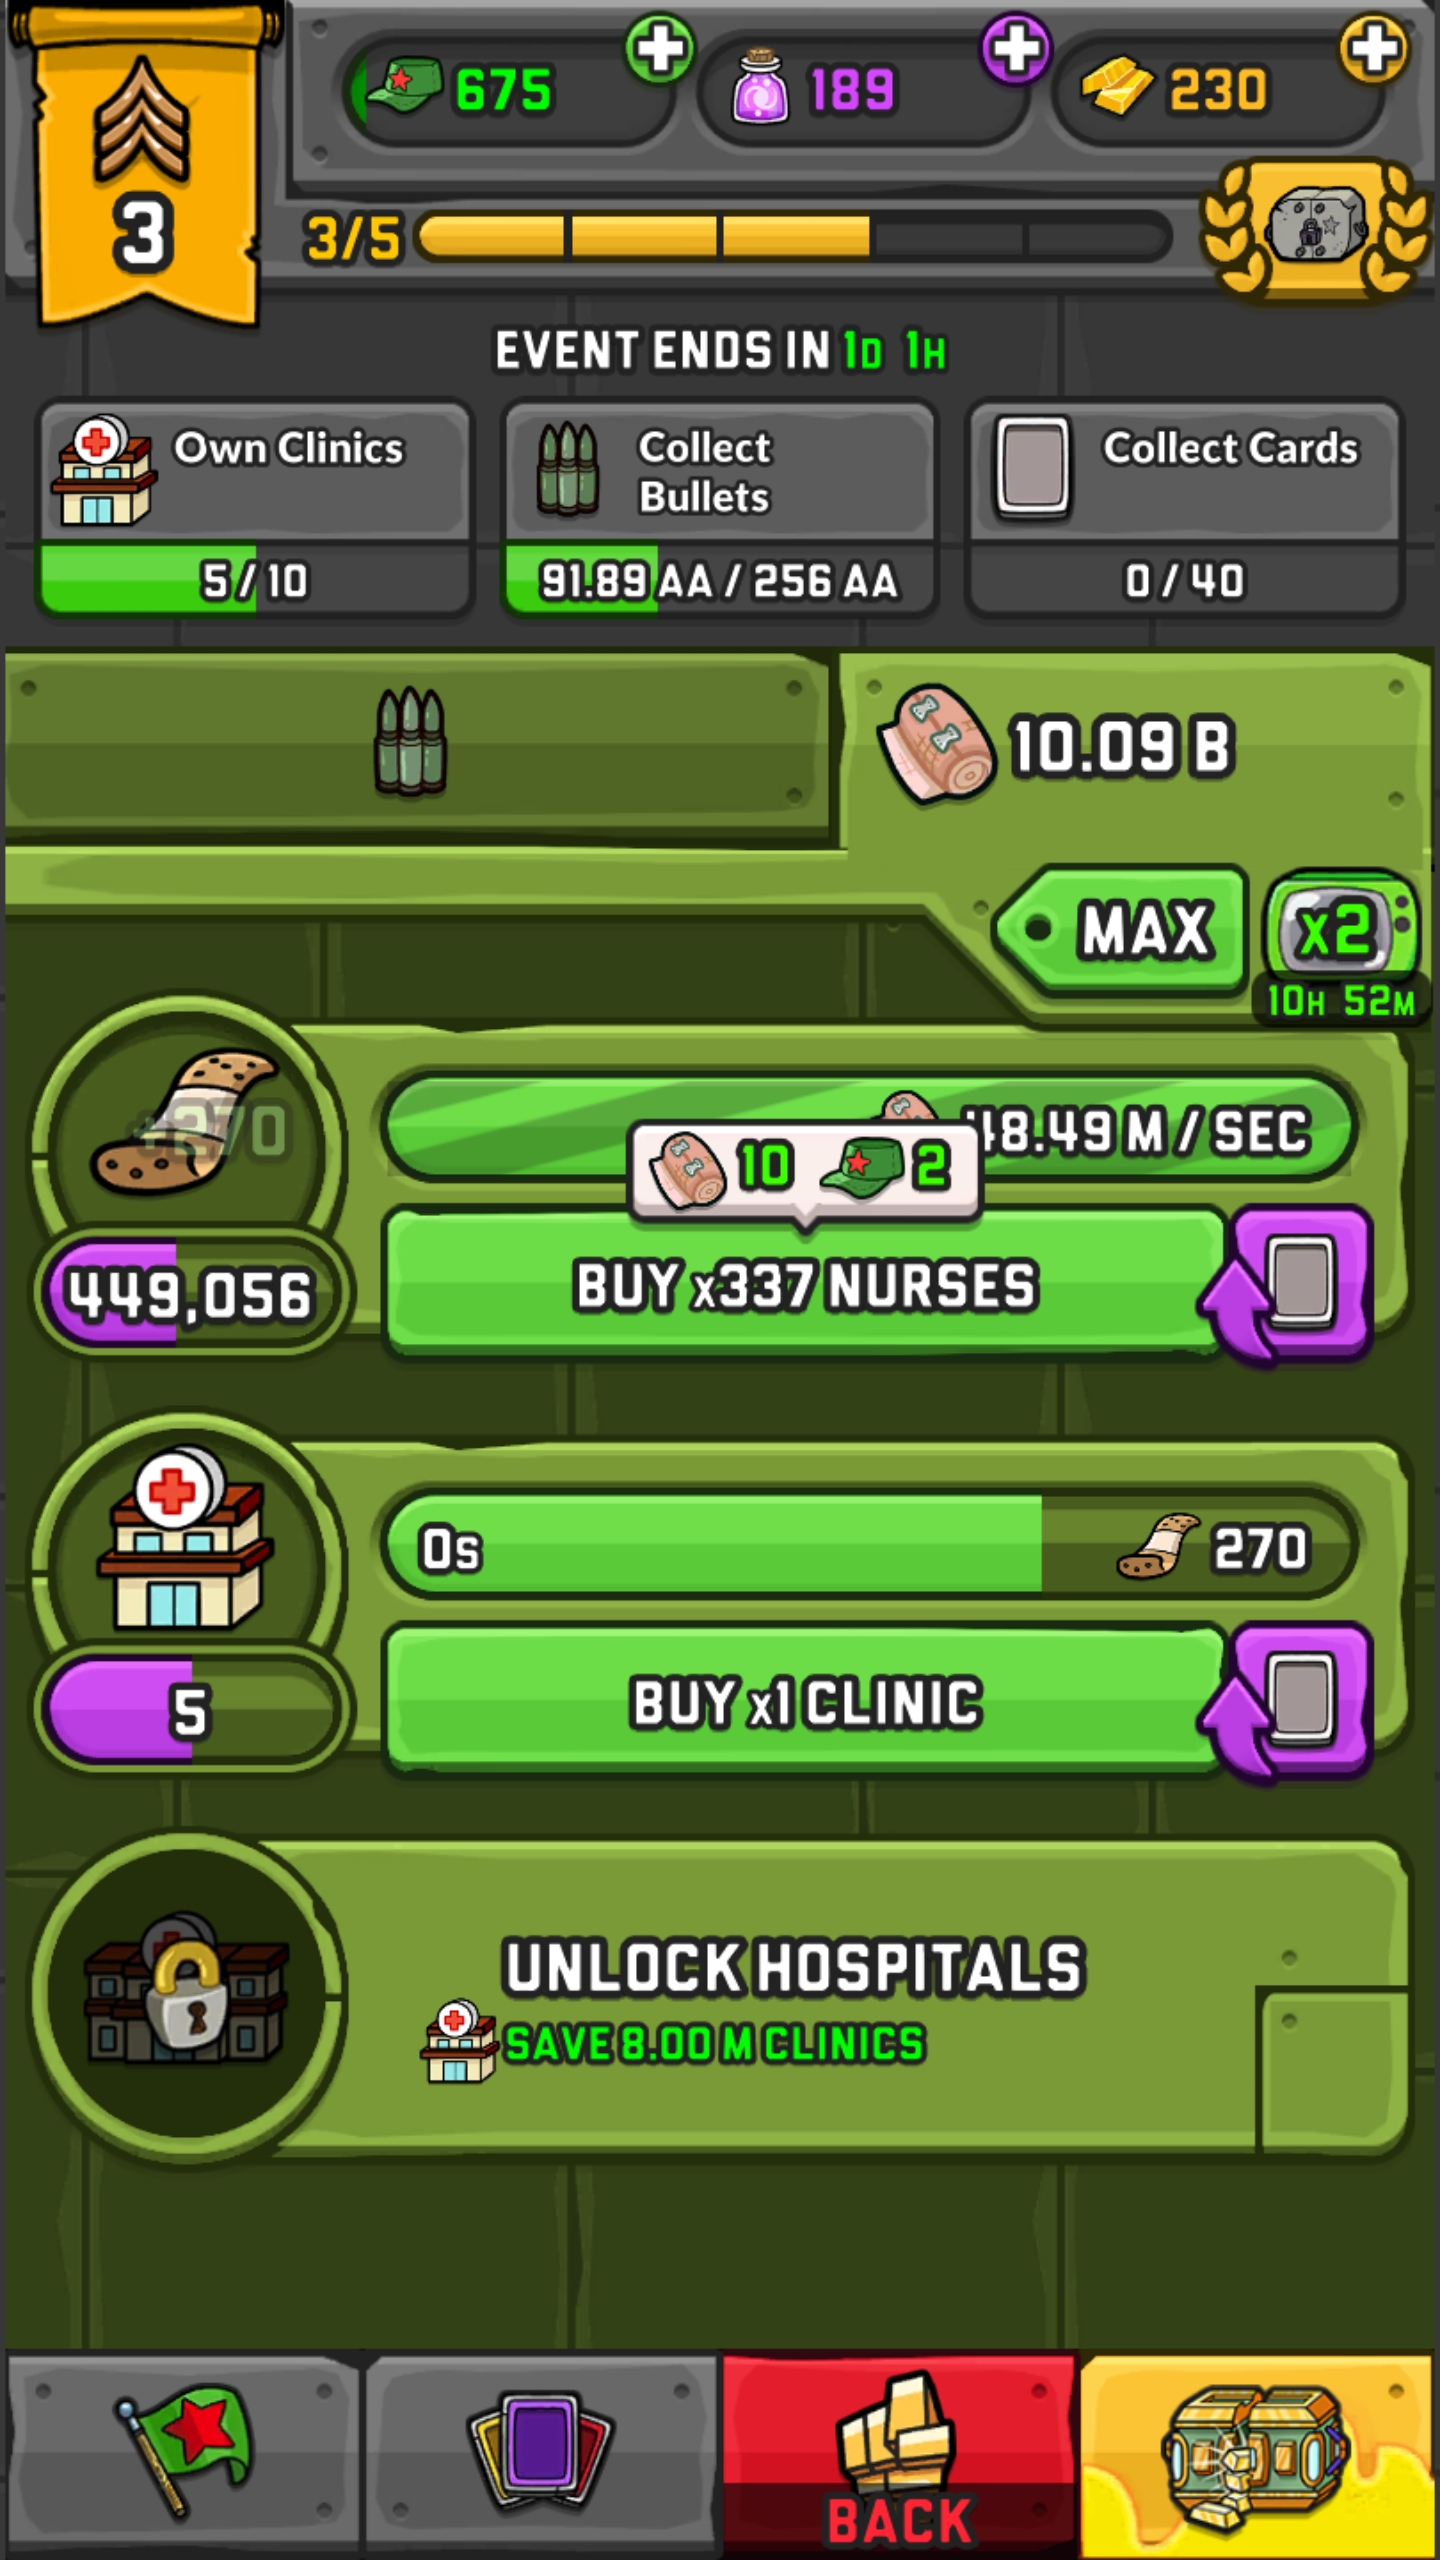 675
189
230
3
3/5
EVENT ENDS IN 1D 1H
Own Clinics
5 / 10
Collect
Bullets
91.89 AA / 256 AA
Collect Cards
0 / 40
10.09 B
MAX
x2
10H 52M
+270
48.49 M / SEC
10
2
449,056
BUY x337 NURSES
0s
270
5
BUY x1 CLINIC
UNLOCK HOSPITALS
SAVE 8.00 M CLINICS
BACK